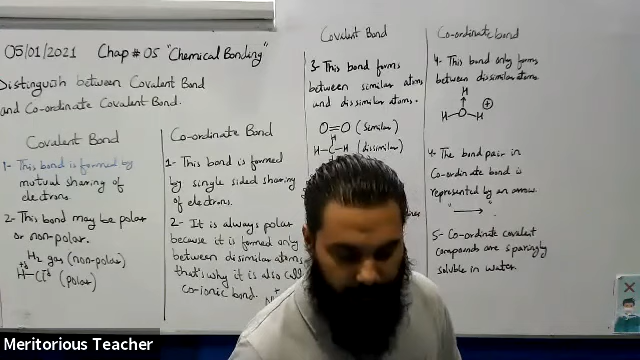 05/01/2021 Chap # 05 "Chemical Bonding"
Distinguish between Covalent Bond
and Co-ordinate Covalent Bond.
Covalent Bond
1- This bond is formed by
mutual sharing of
electrons.
2- This bond may be polar
or non-polar.
H₂ gas (non-polar)
H—Cl (polar)
Co-ordinate Bond
1- This bond is formed
by single sided sharing
of electrons.
2- It is always polar
because it is formed only
between dissimilar atoms
that's why it is also call
co-ionic bond.
Covalent Bond
3- This bond forms
between similar atoms
and dissimilar atoms.
O=O (Similar)
H
H—C—H (dissimilar)
Co-ordinate bond
4- This bond only forms
between dissimilar atoms.
H
H—O—H +
4- The bond pair in
Co-ordinate bond is
represented by an arrow.
5- Co-ordinate covalent
compounds are sparingly
soluble in water.
Meritorious Teacher